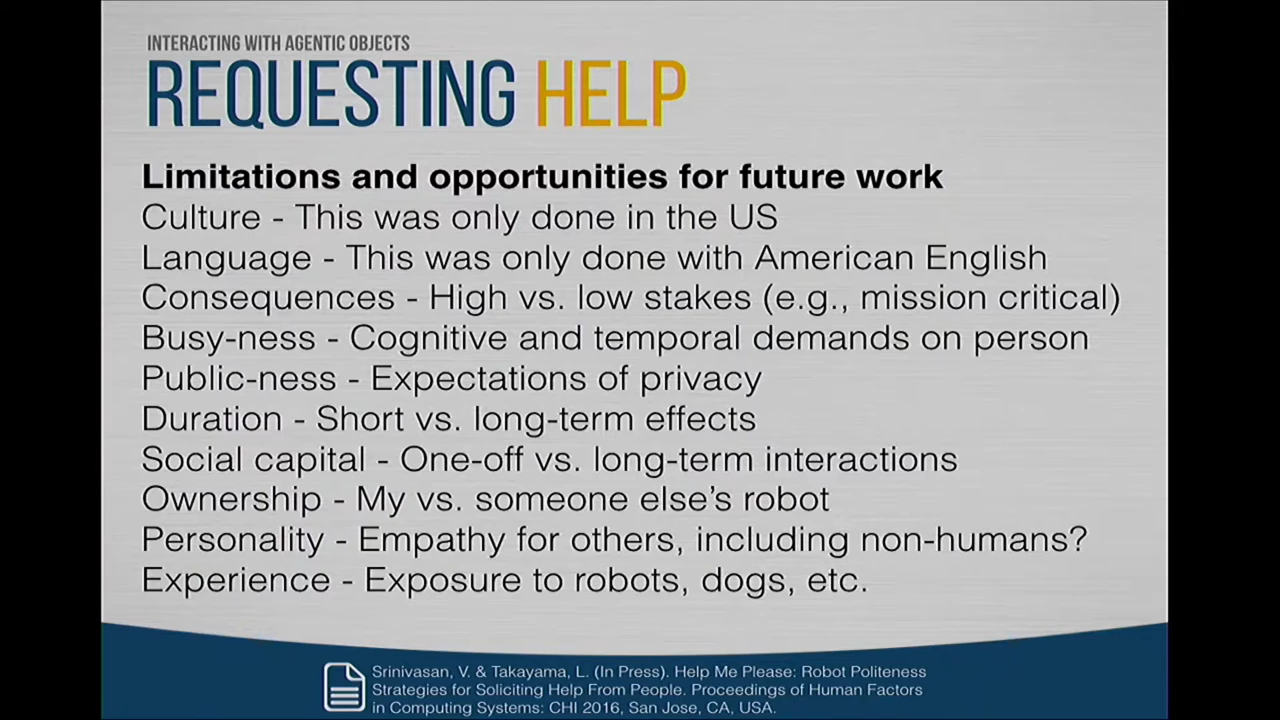 INTERACTING WITH AGENTIC OBJECTS
REQUESTING HELP
Limitations and opportunities for future work
Culture - This was only done in the US
Language - This was only done with American English
Consequences - High vs. low stakes (e.g., mission critical)
Busy-ness - Cognitive and temporal demands on person
Public-ness - Expectations of privacy
Duration - Short vs. long-term effects
Social capital - One-off vs. long-term interactions
Ownership - My vs. someone else’s robot
Personality - Empathy for others, including non-humans?
Experience - Exposure to robots, dogs, etc.
Srinivasan, V. & Takayama, L. (In Press). Help Me Please: Robot Politeness
Strategies for Soliciting Help From People. Proceedings of Human Factors
in Computing Systems: CHI 2016, San Jose, CA, USA.